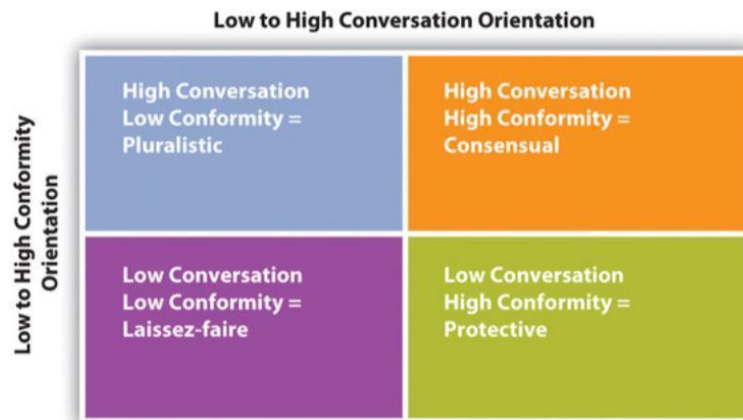 Low to High Conversation Orientation
Low to High Conformity
Orientation
High Conversation
Low Conformity =
Pluralistic
High Conversation
High Conformity =
Consensual
Low Conversation
Low Conformity =
Laissez-faire
Low Conversation
High Conformity =
Protective